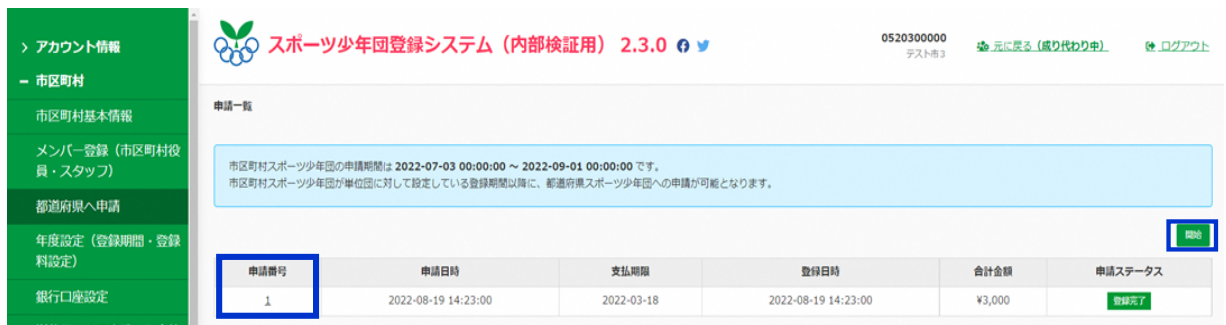 > アカウント情報
− 市区町村
市区町村基本情報
メンバー登録（市区町村役
員・スタッフ）
都道府県へ申請
年度設定（登録期間・登録
料設定）
銀行口座設定
スポーツ少年団登録システム（内部検証用） 2.3.0
0520300000
テスト市3
元に戻る（成り代わり中）
ログアウト
申請一覧
市区町村スポーツ少年団の申請期間は 2022-07-03 00:00:00 ～ 2022-09-01 00:00:00 です。
市区町村スポーツ少年団が単位団に対して設定している登録期間以降に、都道府県スポーツ少年団への申請が可能となります。
開始
申請番号 申請日時 支払期限 登録日時 合計金額 申請ステータス
1 2022-08-19 14:23:00 2022-03-18 2022-08-19 14:23:00 ¥3,000 登録完了